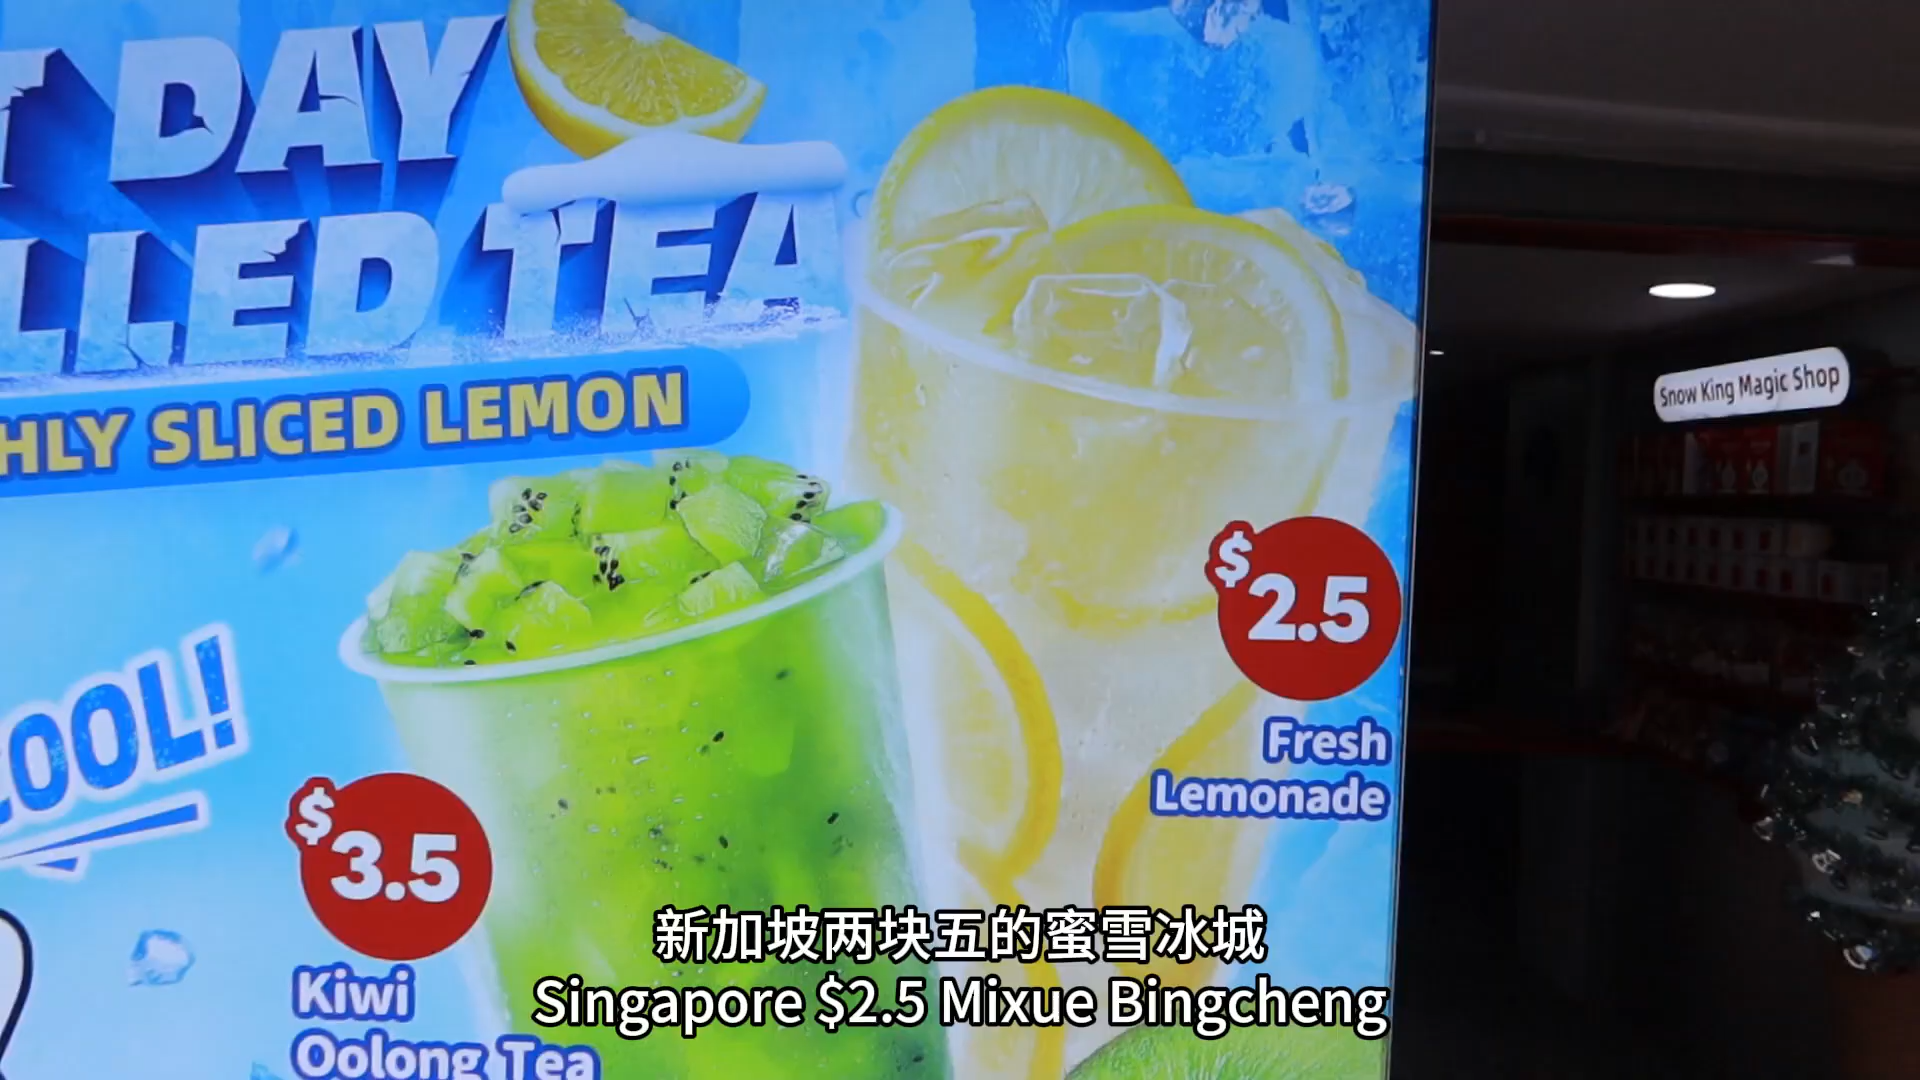 DAY
LLED TEA
HLY SLICED LEMON
Snow King Magic Shop
$2.5
Fresh
Lemonade
COOL!
$3.5
Kiwi
Oolong Tea
新加坡两块五的蜜雪冰城
Singapore $2.5 Mixue Bingcheng